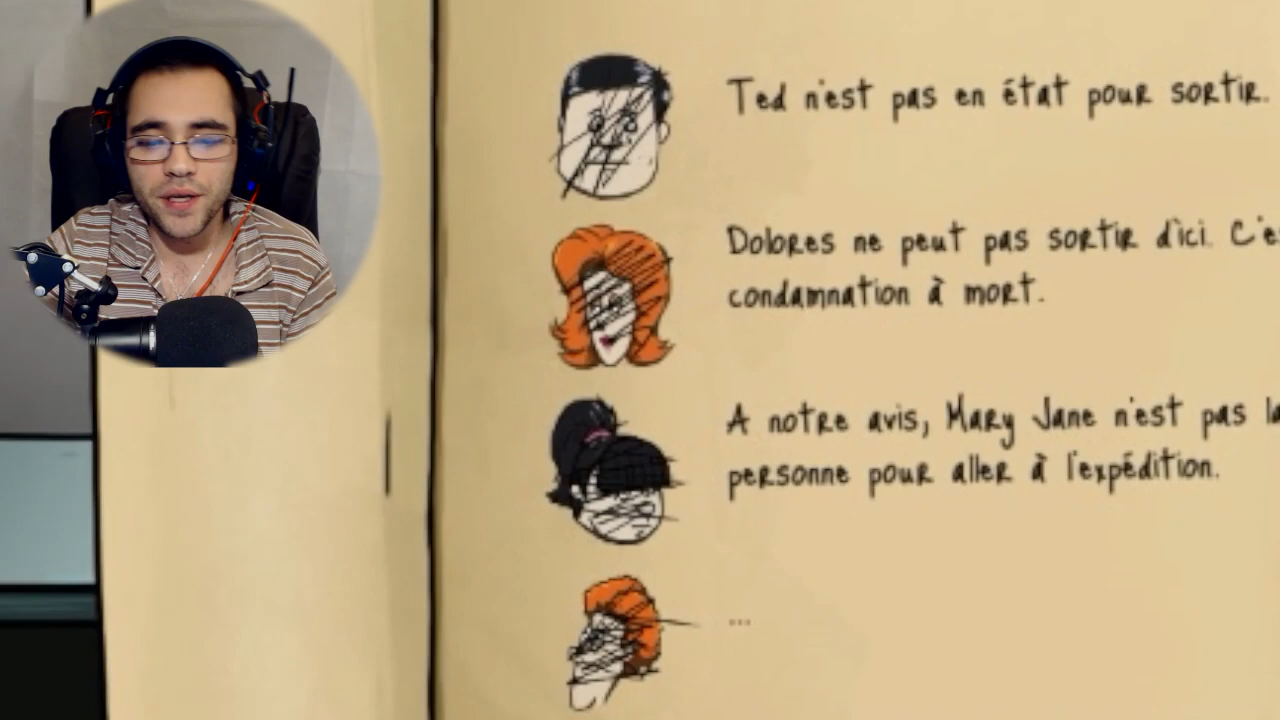 Ted n'est pas en état pour sortir.
Dolores ne peut pas sortir d'ici. C'e
condamnation à mort.
A notre avis, Mary Jane n'est pas la
personne pour aller à l'expédition.
...